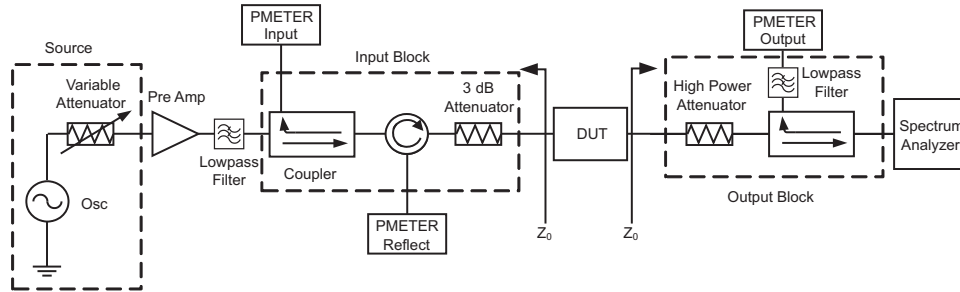 PMETER
Input
PMETER
Output
Source
Input Block
Variable
Attenuator
Pre Amp
3 dB
Attenuator
High Power
Attenuator
Lowpass
Filter
DUT
Spectrum
Analyzer
Lowpass
Filter
Coupler
Osc
Output Block
PMETER
Reflect
Z₀
Z₀